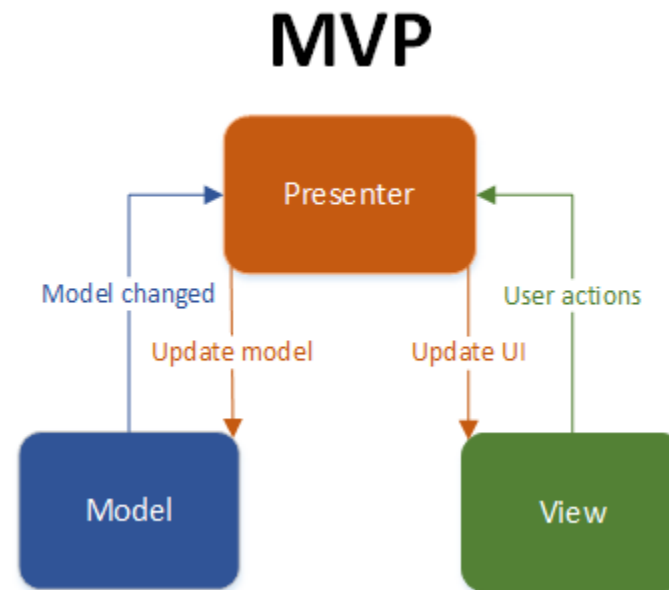 MVP
Presenter
Model changed
User actions
Update model
Update UI
Model
View